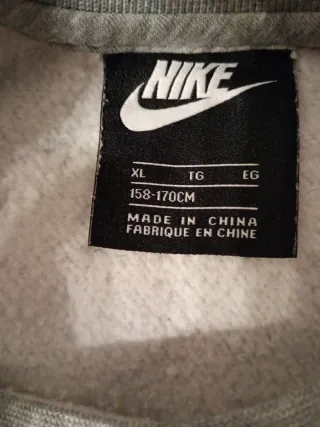 NIKE
XL TG EG
158-170CM
MADE IN CHINA
FABRIQUE EN CHINE